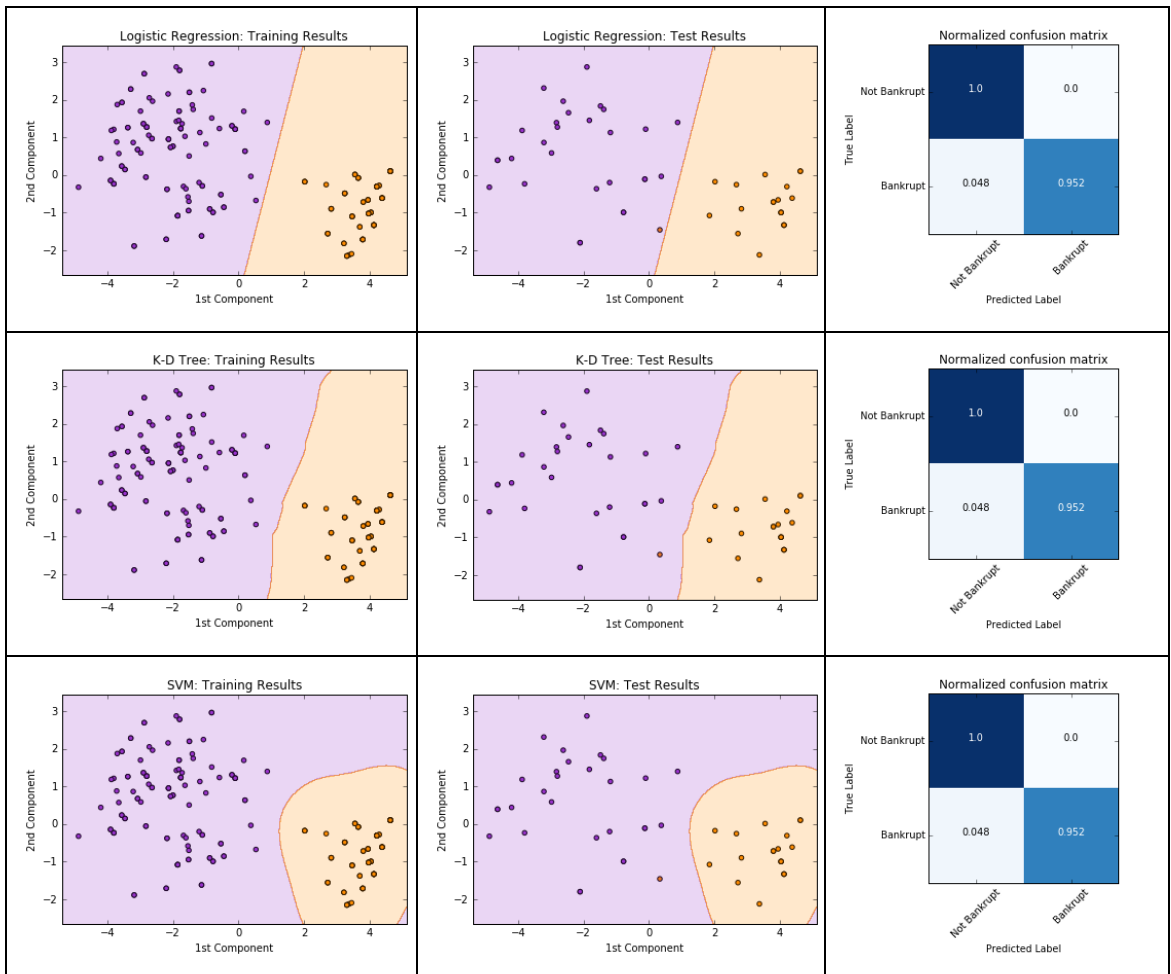 Logistic Regression: Training Results
3
2
1
0
−1
−2
2nd Component
−4
−2
0
2
4
1st Component
Logistic Regression: Test Results
3
2
1
0
−1
−2
2nd Component
−4
−2
0
2
4
1st Component
Normalized confusion matrix
Not Bankrupt
1.0
0.0
True Label
Bankrupt
0.048
0.952
Not Bankrupt
Bankrupt
Predicted Label
K-D Tree: Training Results
3
2
1
0
−1
−2
2nd Component
−4
−2
0
2
4
1st Component
K-D Tree: Test Results
3
2
1
0
−1
−2
2nd Component
−4
−2
0
2
4
1st Component
Normalized confusion matrix
Not Bankrupt
1.0
0.0
True Label
Bankrupt
0.048
0.952
Not Bankrupt
Bankrupt
Predicted Label
SVM: Training Results
3
2
1
0
−1
−2
2nd Component
−4
−2
0
2
4
1st Component
SVM: Test Results
3
2
1
0
−1
−2
2nd Component
−4
−2
0
2
4
1st Component
Normalized confusion matrix
Not Bankrupt
1.0
0.0
True Label
Bankrupt
0.048
0.952
Not Bankrupt
Bankrupt
Predicted Label